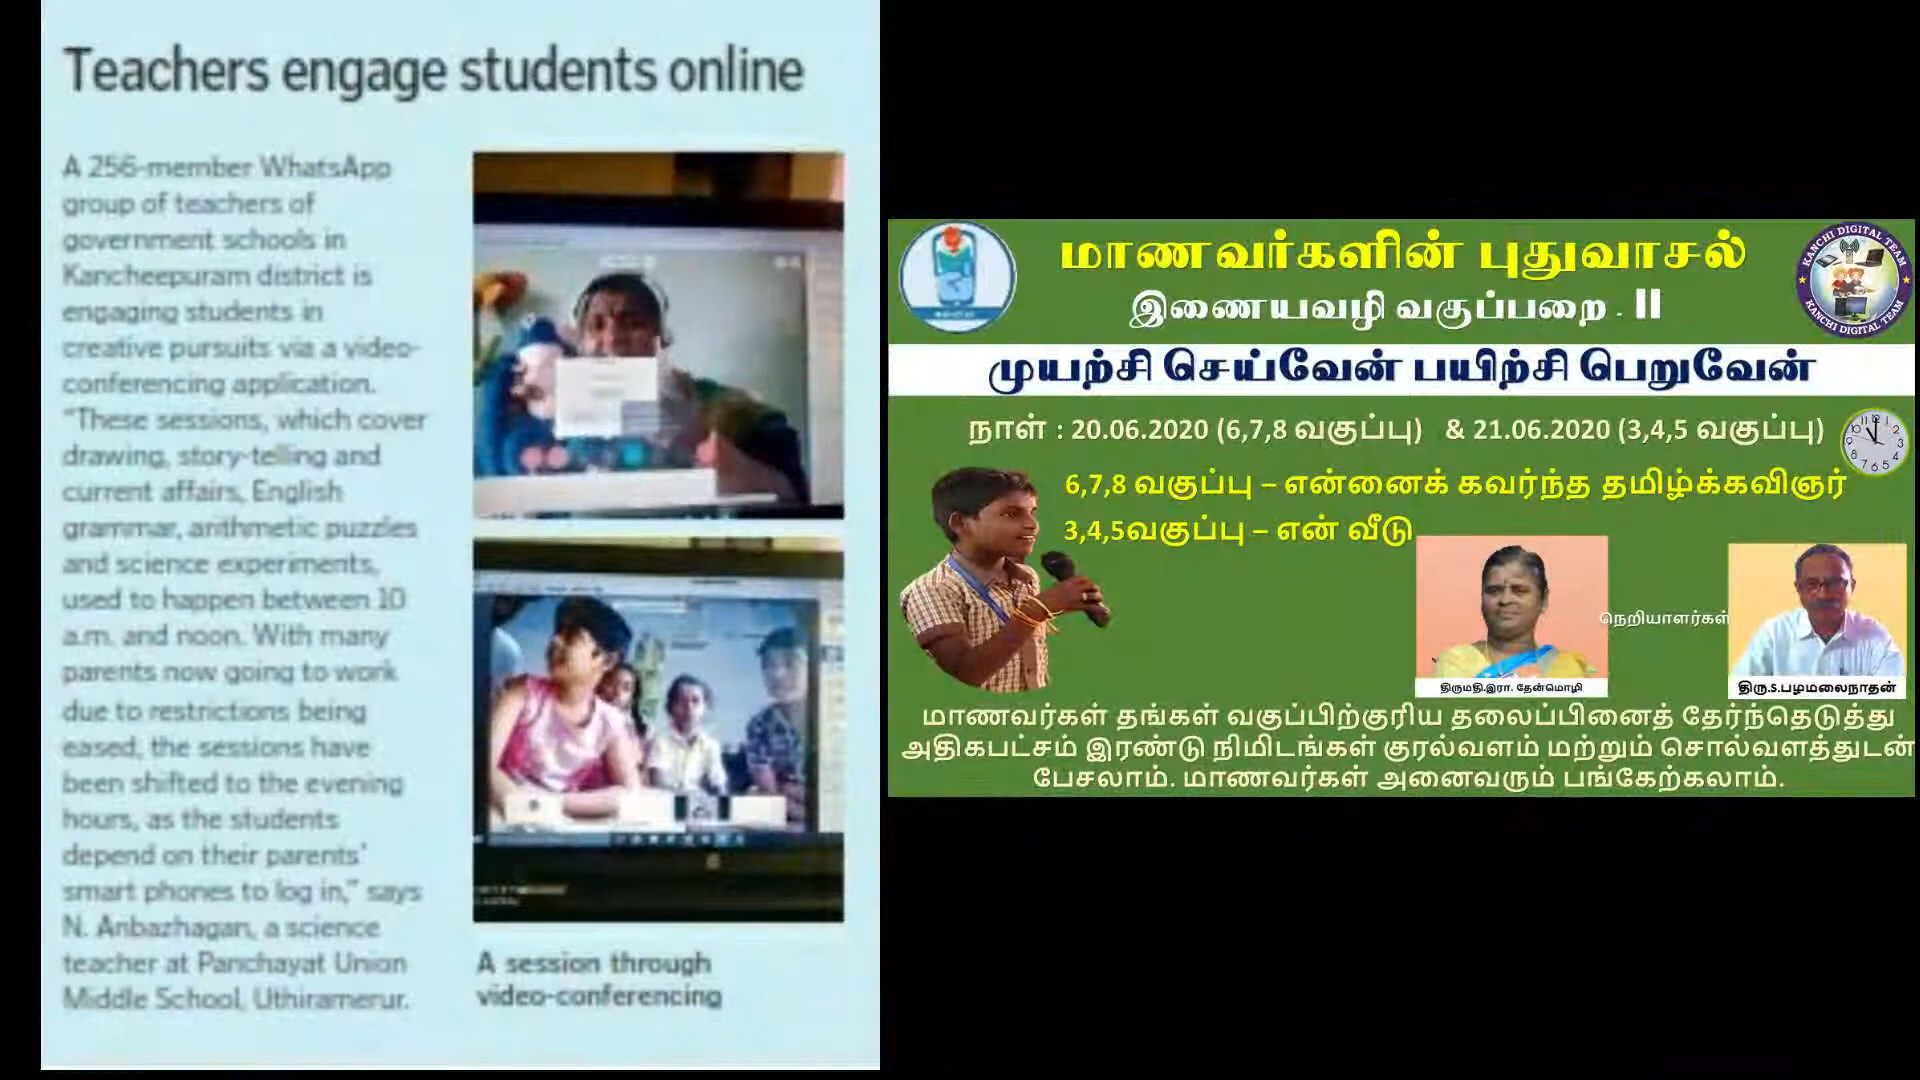 Teachers engage students online
A 256-member WhatsApp
group of teachers of
government schools in
Kancheepuram district is
engaging students in
creative pursuits via a video-
conferencing application.
“These sessions, which cover
drawing, story-telling and
current affairs, English
grammar, arithmetic puzzles
and science experiments,
used to happen between 10
a.m. and noon. With many
parents now going to work
due to restrictions being
eased, the sessions have
been shifted to the evening
hours, as the students
depend on their parents’
smart phones to log in,” says
N. Anbazhagan, a science
teacher at Panchayat Union
Middle School, Uthiramerur.
A session through
video-conferencing
மாணவர்களின் புதுவாசல்
இணையவழி வகுப்பறை - II
KANCHI DIGITAL TEAM
KANCHI DIGITAL TEAM
முயற்சி செய்வேன் பயிற்சி பெறுவேன்
நாள் : 20.06.2020 (6,7,8 வகுப்பு) & 21.06.2020 (3,4,5 வகுப்பு)
6,7,8 வகுப்பு – என்னைக் கவர்ந்த தமிழ்க்கவிஞர்
3,4,5வகுப்பு – என் வீடு
நெறியாளர்கள்
திருமதி.இரா. தேன்மொழி
திரு.S.பழமலைநாதன்
மாணவர்கள் தங்கள் வகுப்பிற்குரிய தலைப்பினைத் தேர்ந்தெடுத்து
அதிகபட்சம் இரண்டு நிமிடங்கள் குரல்வளம் மற்றும் சொல்வளத்துடன்
பேசலாம். மாணவர்கள் அனைவரும் பங்கேற்கலாம்.